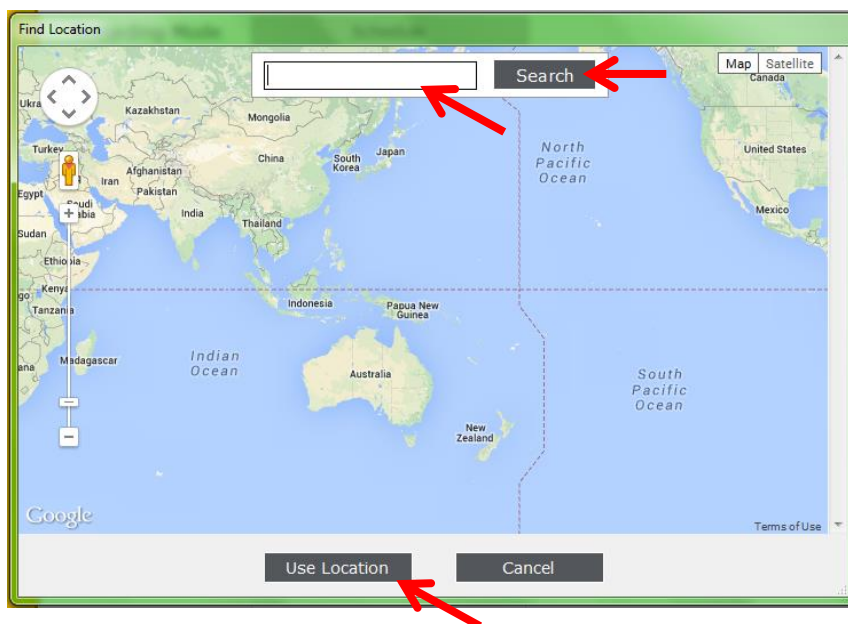 Find Location
Search
Map Satellite
Canada
Ukra
Kazakhstan
Mongolia
Turkey
China
South
Korea
Japan
North
Pacific
Ocean
United States
Afghanistan
Iran
Pakistan
Egypt
India
Mexico
Sudan
Thailand
Ethiopia
Kenya
Indonesia
Papua New
Guinea
Tanzania
Madagascar
Indian
Ocean
Australia
South
Pacific
Ocean
New
Zealand
Google
Terms of Use
Use Location
Cancel